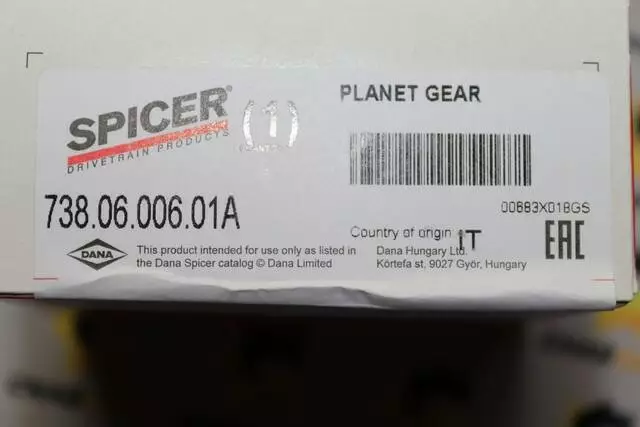 SPICER®
DRIVETRAIN PRODUCTS
(1)
PLANET GEAR
738.06.006.01A
00683X018GS
Country of origin : IT
EAC
DANA
This product intended for use only as listed in
the Dana Spicer catalog © Dana Limited
Dana Hungary Ltd.
Körtefa st, 9027 Győr, Hungary